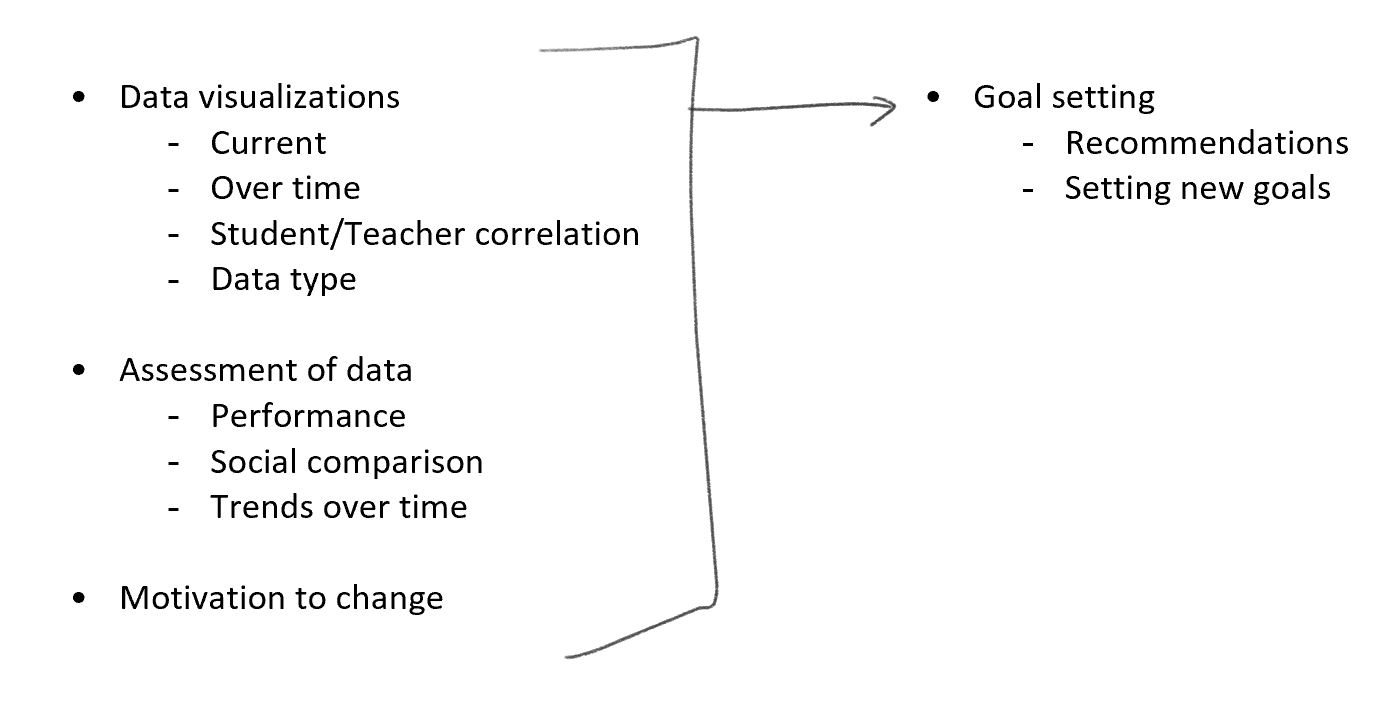 • Data visualizations
- Current
- Over time
- Student/Teacher correlation
- Data type
• Assessment of data
- Performance
- Social comparison
- Trends over time
• Motivation to change
• Goal setting
- Recommendations
- Setting new goals